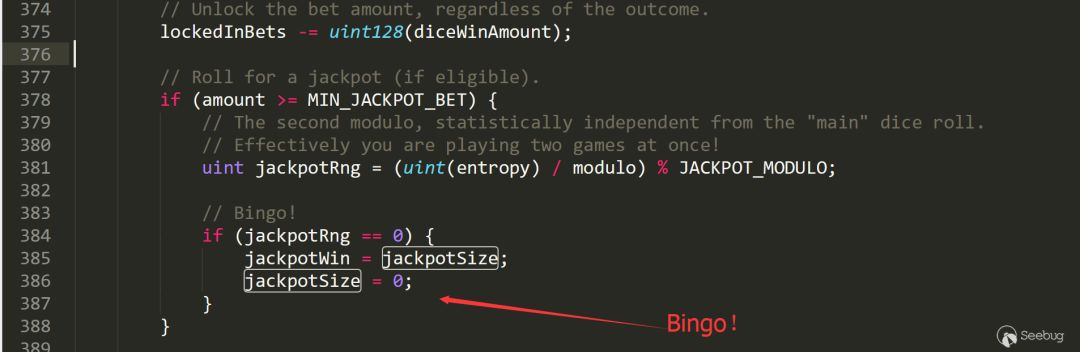 374 // Unlock the bet amount, regardless of the outcome.
375 lockedInBets -= uint128(diceWinAmount);
376
377 // Roll for a jackpot (if eligible).
378 if (amount >= MIN_JACKPOT_BET) {
379 // The second modulo, statistically independent from the "main" dice roll.
380 // Effectively you are playing two games at once!
381 uint jackpotRng = (uint(entropy) / modulo) % JACKPOT_MODULO;
382
383 // Bingo!
384 if (jackpotRng == 0) {
385 jackpotWin = jackpotSize;
386 jackpotSize = 0;
387 }
Bingo！
388 }
Seebug
389